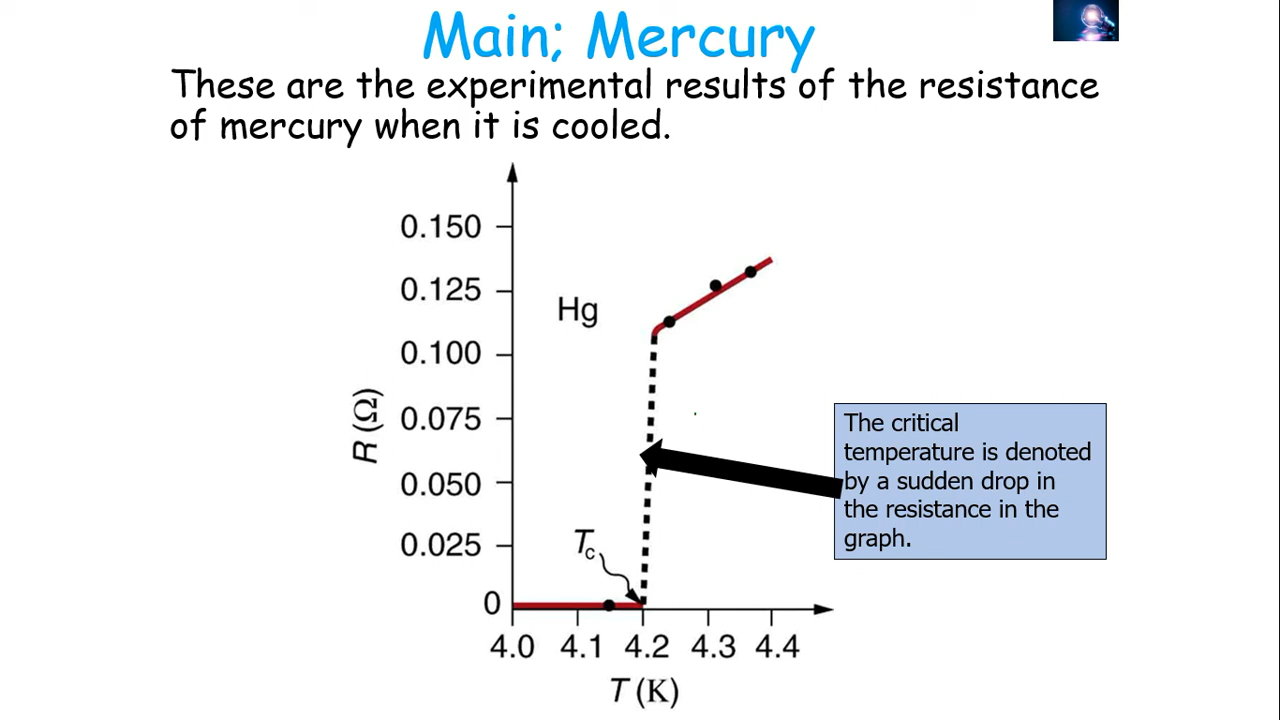 Main; Mercury
These are the experimental results of the resistance
of mercury when it is cooled.
0.150
0.125
Hg
0.100
R (Ω)
0.075
The critical
temperature is denoted
by a sudden drop in
the resistance in the
graph.
0.050
0.025
Tc
0
4.0 4.1 4.2 4.3 4.4
T (K)